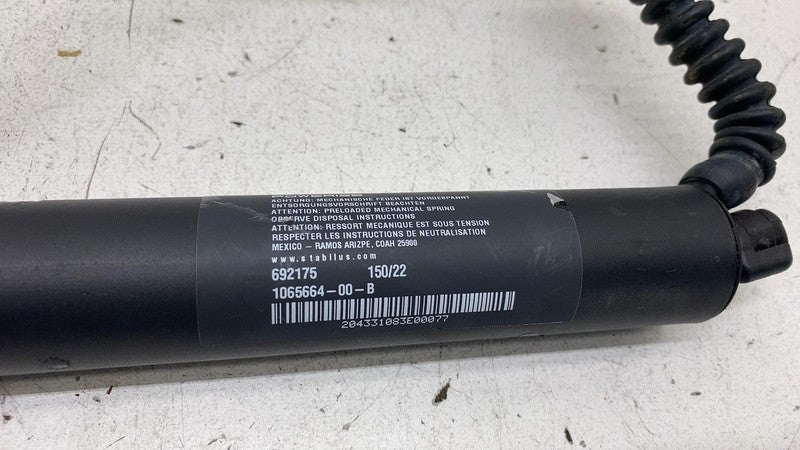 POWERISE
ACHTUNG: MECHANISCHE FEDER IST VORGESPANNT
ENTSORGUNGSVORSCHRIFT BEACHTEN
ATTENTION: PRELOADED MECHANICAL SPRING
OBSERVE DISPOSAL INSTRUCTIONS
ATTENTION: RESSORT MECANIQUE EST SOUS TENSION
RESPECTER LES INSTRUCTIONS DE NEUTRALISATION
MEXICO - RAMOS ARIZPE, COAH 25900
www.stabilus.com
692175 150/22
1065664-00-B
204331083E00077